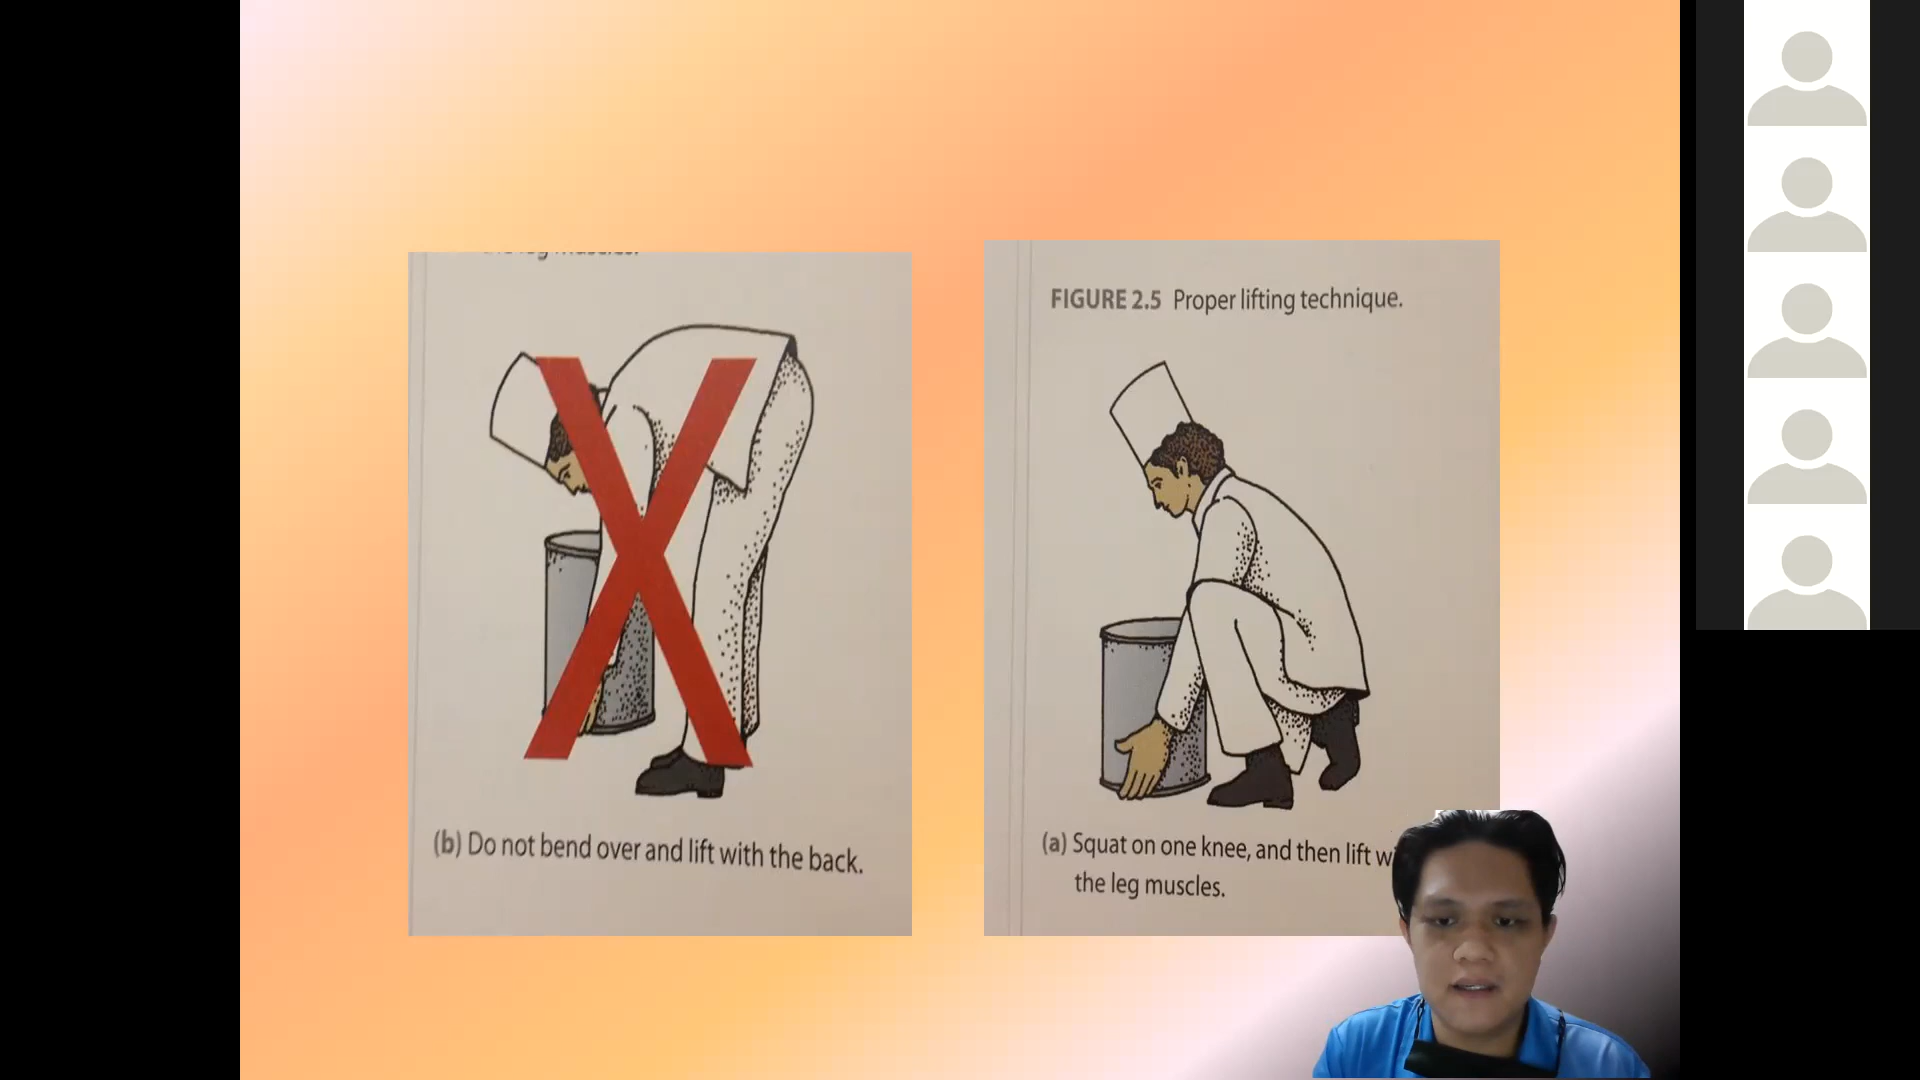 (b) Do not bend over and lift with the back.
FIGURE 2.5 Proper lifting technique.
(a) Squat on one knee, and then lift
the leg muscles.